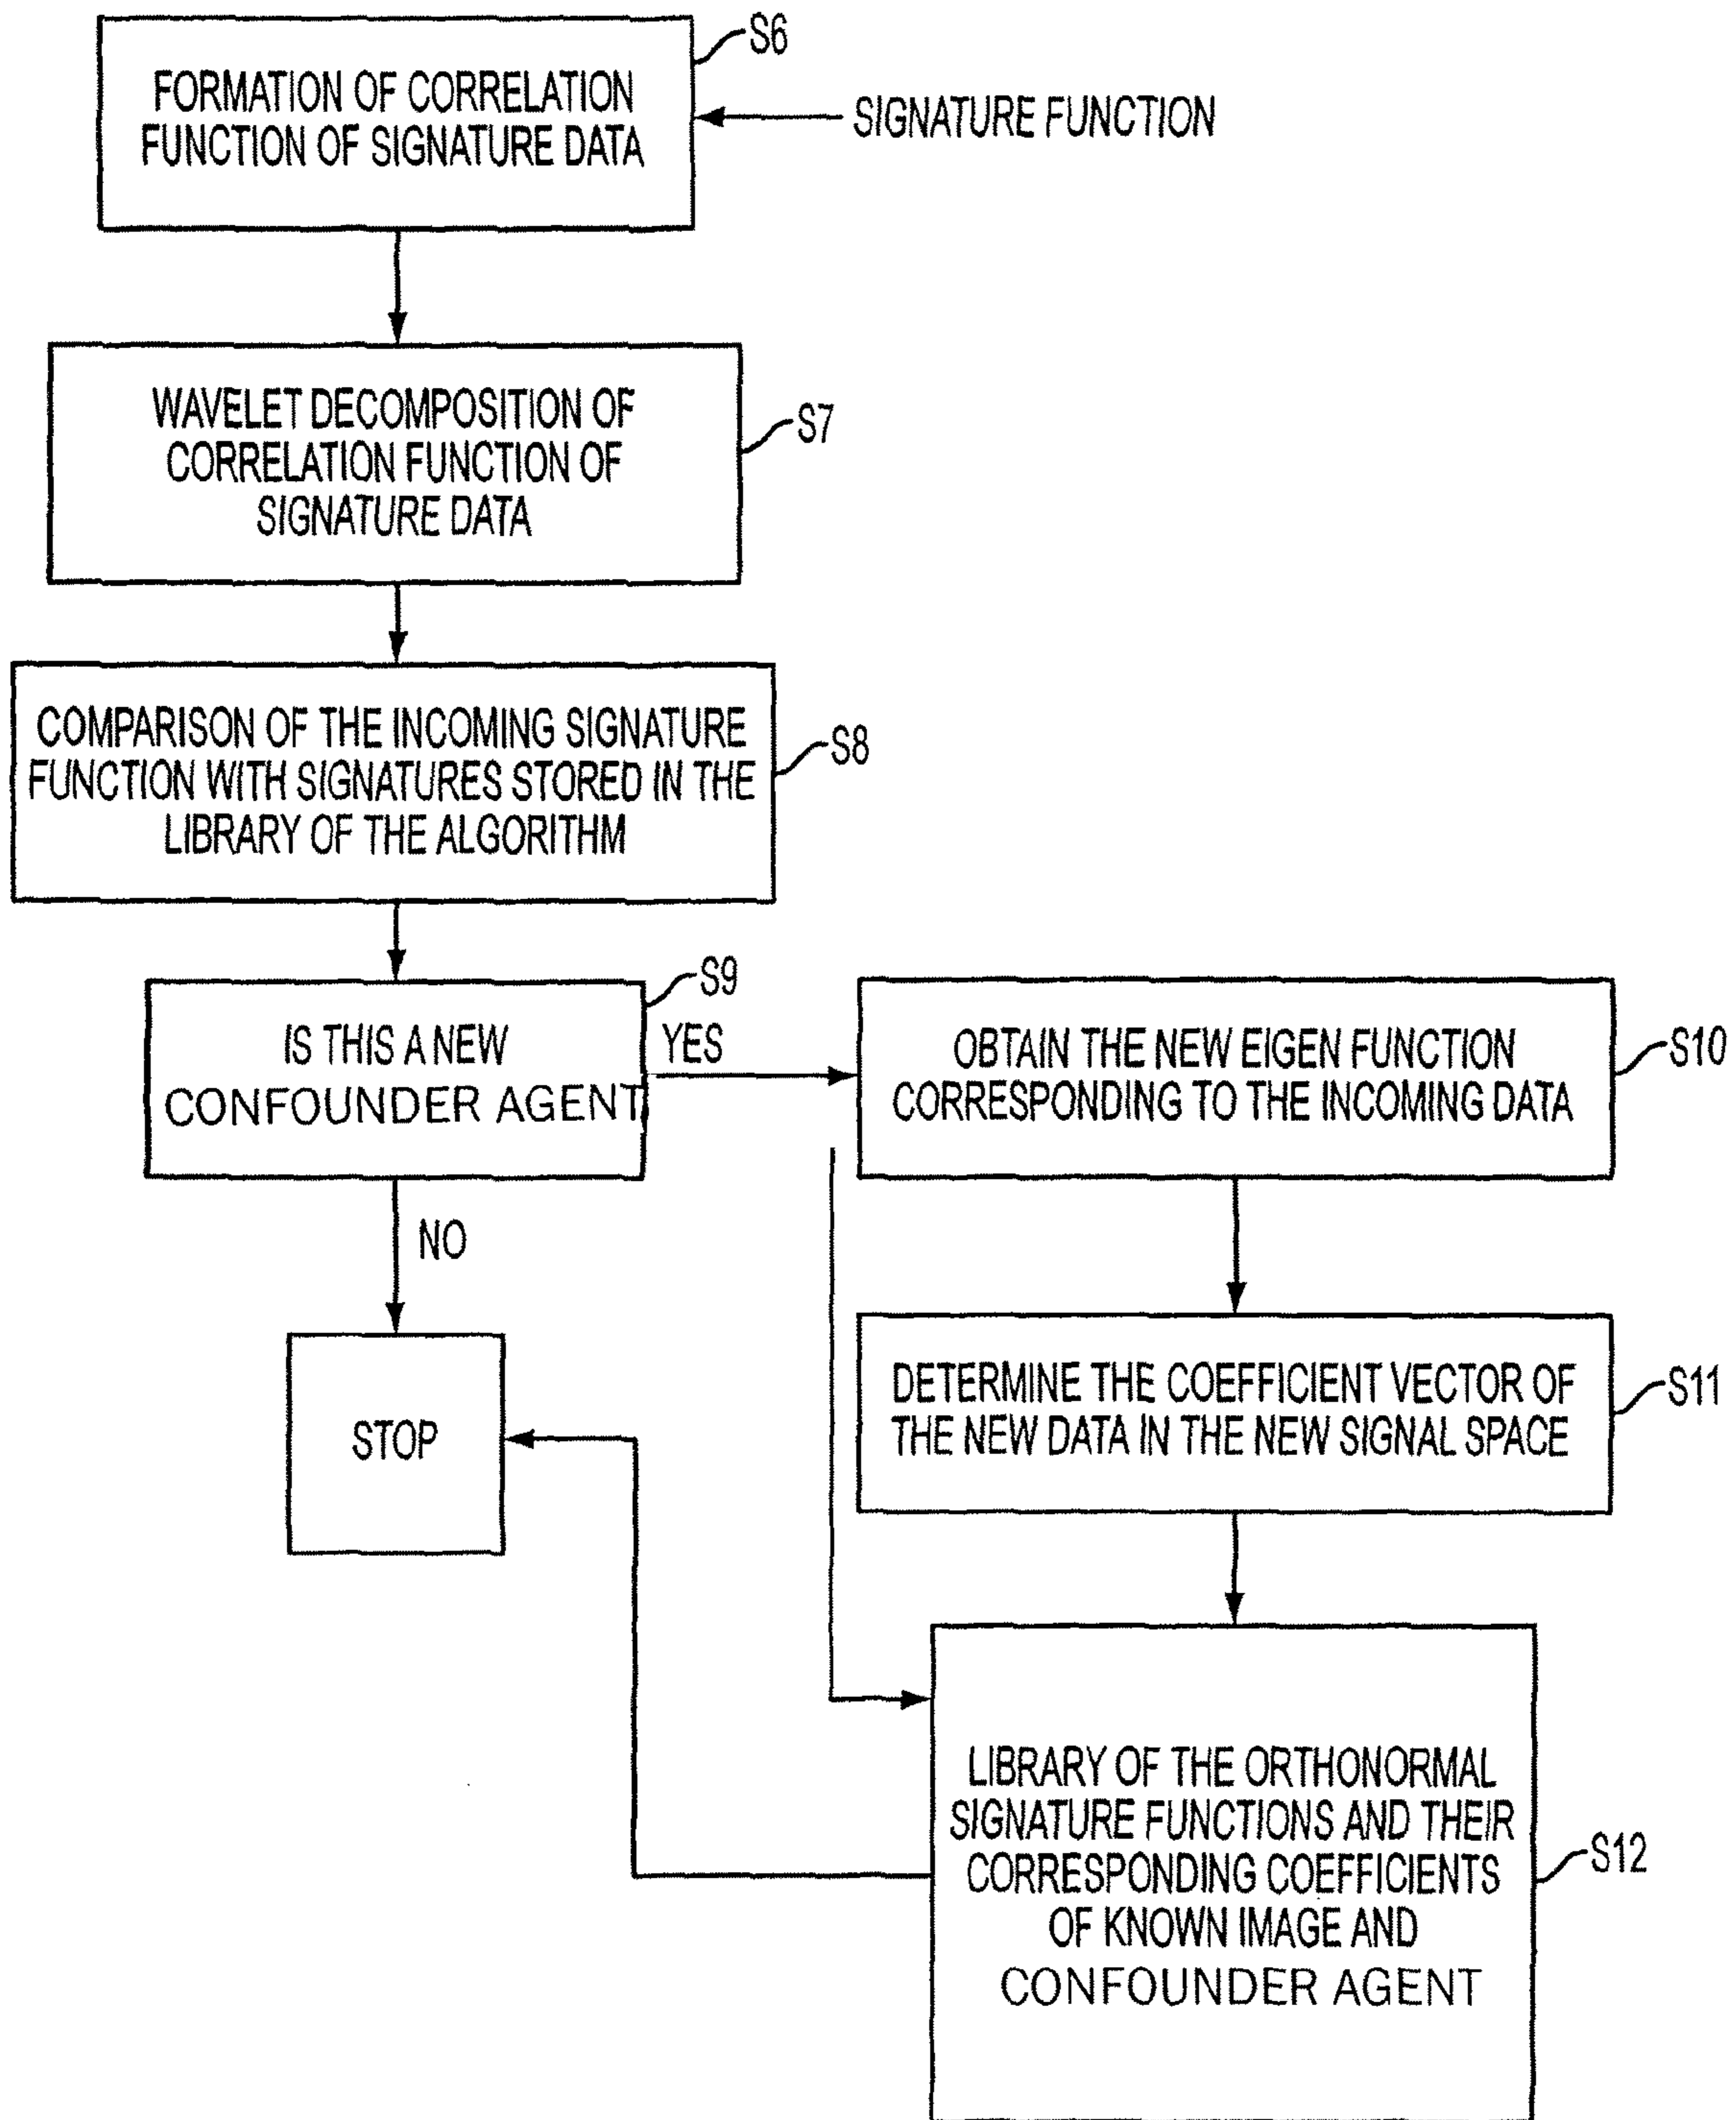 S6
FORMATION OF CORRELATION
FUNCTION OF SIGNATURE DATA
SIGNATURE FUNCTION
WAVELET DECOMPOSITION OF
CORRELATION FUNCTION OF
SIGNATURE DATA
S7
COMPARISON OF THE INCOMING SIGNATURE
FUNCTION WITH SIGNATURES STORED IN THE
LIBRARY OF THE ALGORITHM
S8
S9
IS THIS A NEW
CONFOUNDER AGENT
YES
OBTAIN THE NEW EIGEN FUNCTION
CORRESPONDING TO THE INCOMING DATA
S10
NO
STOP
DETERMINE THE COEFFICIENT VECTOR OF
THE NEW DATA IN THE NEW SIGNAL SPACE
S11
LIBRARY OF THE ORTHONORMAL
SIGNATURE FUNCTIONS AND THEIR
CORRESPONDING COEFFICIENTS
OF KNOWN IMAGE AND
CONFOUNDER AGENT
S12